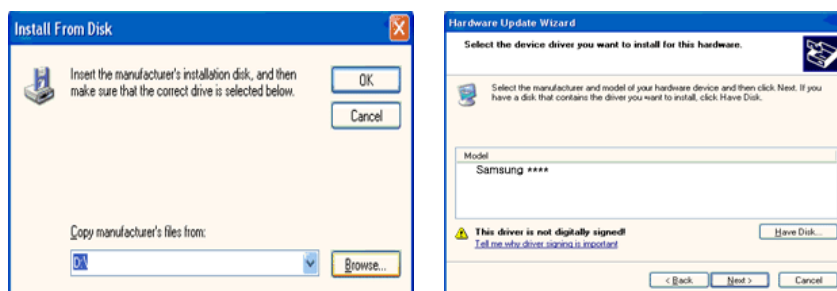 Install From Disk
Insert the manufacturer's installation disk, and then
make sure that the correct drive is selected below.
OK
Cancel
Copy manufacturer's files from:
D:\
Browse...
Hardware Update Wizard
Select the device driver you want to install for this hardware.
Select the manufacturer and model of your hardware device and then click Next. If you
have a disk that contains the driver you want to install, click Have Disk.
Model
Samsung ****
This driver is not digitally signed!
Tell me why driver signing is important
Have Disk...
< Back
Next >
Cancel